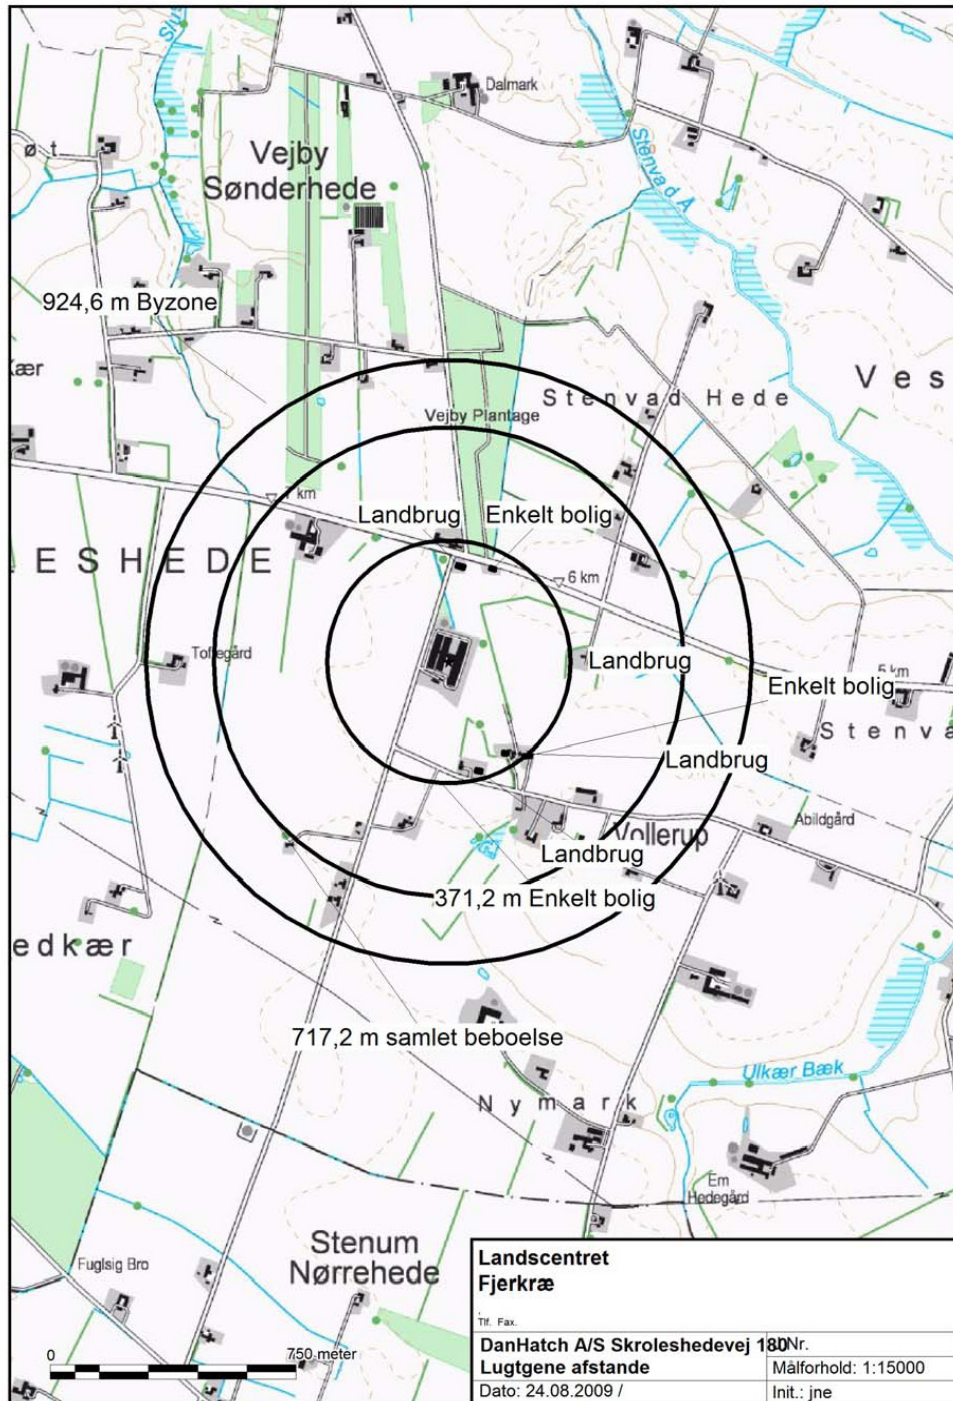 Slus
Dalmark
ø t
Vejby
Sønderhede
Stenvad Å
924,6 m Byzone
kær
Ves
Stenvad Hede
Vejby Plantage
km
Landbrug
Enkelt bolig
ESHEDE
6 km
Toftegård
Landbrug
5 km
Enkelt bolig
Stenva
Landbrug
Abildgård
Vollerup
Landbrug
371,2 m Enkelt bolig
edkær
717,2 m samlet beboelse
Ulkær Bæk
Nymark
Em
Hedegård
Stenum
Nørrehede
Fuglsig Bro
0
750 meter
Landscentret
Fjerkræ
.
Tlf. Fax.
DanHatch A/S Skroleshedevej 180
Nr.
Lugtgene afstande
Målforhold: 1:15000
Dato: 24.08.2009 /
Init.: jne